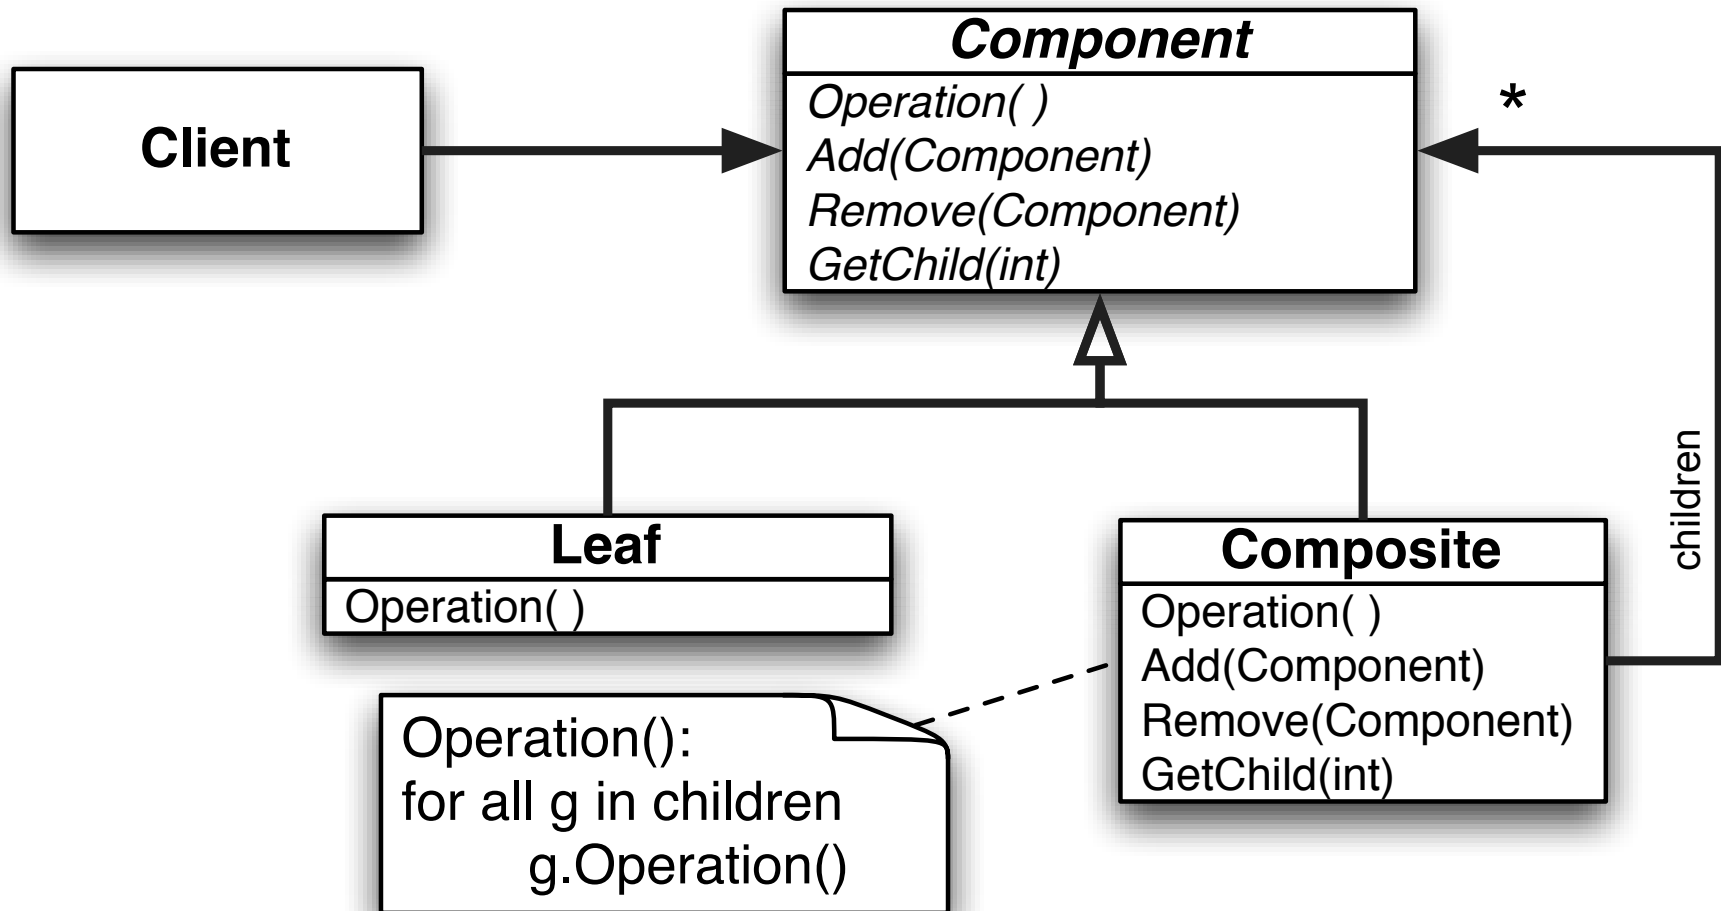 Component
Operation( )
Add(Component)
Remove(Component)
GetChild(int)
*
Client
children
Leaf
Operation( )
Composite
Operation( )
Add(Component)
Remove(Component)
GetChild(int)
Operation():
for all g in children
g.Operation()